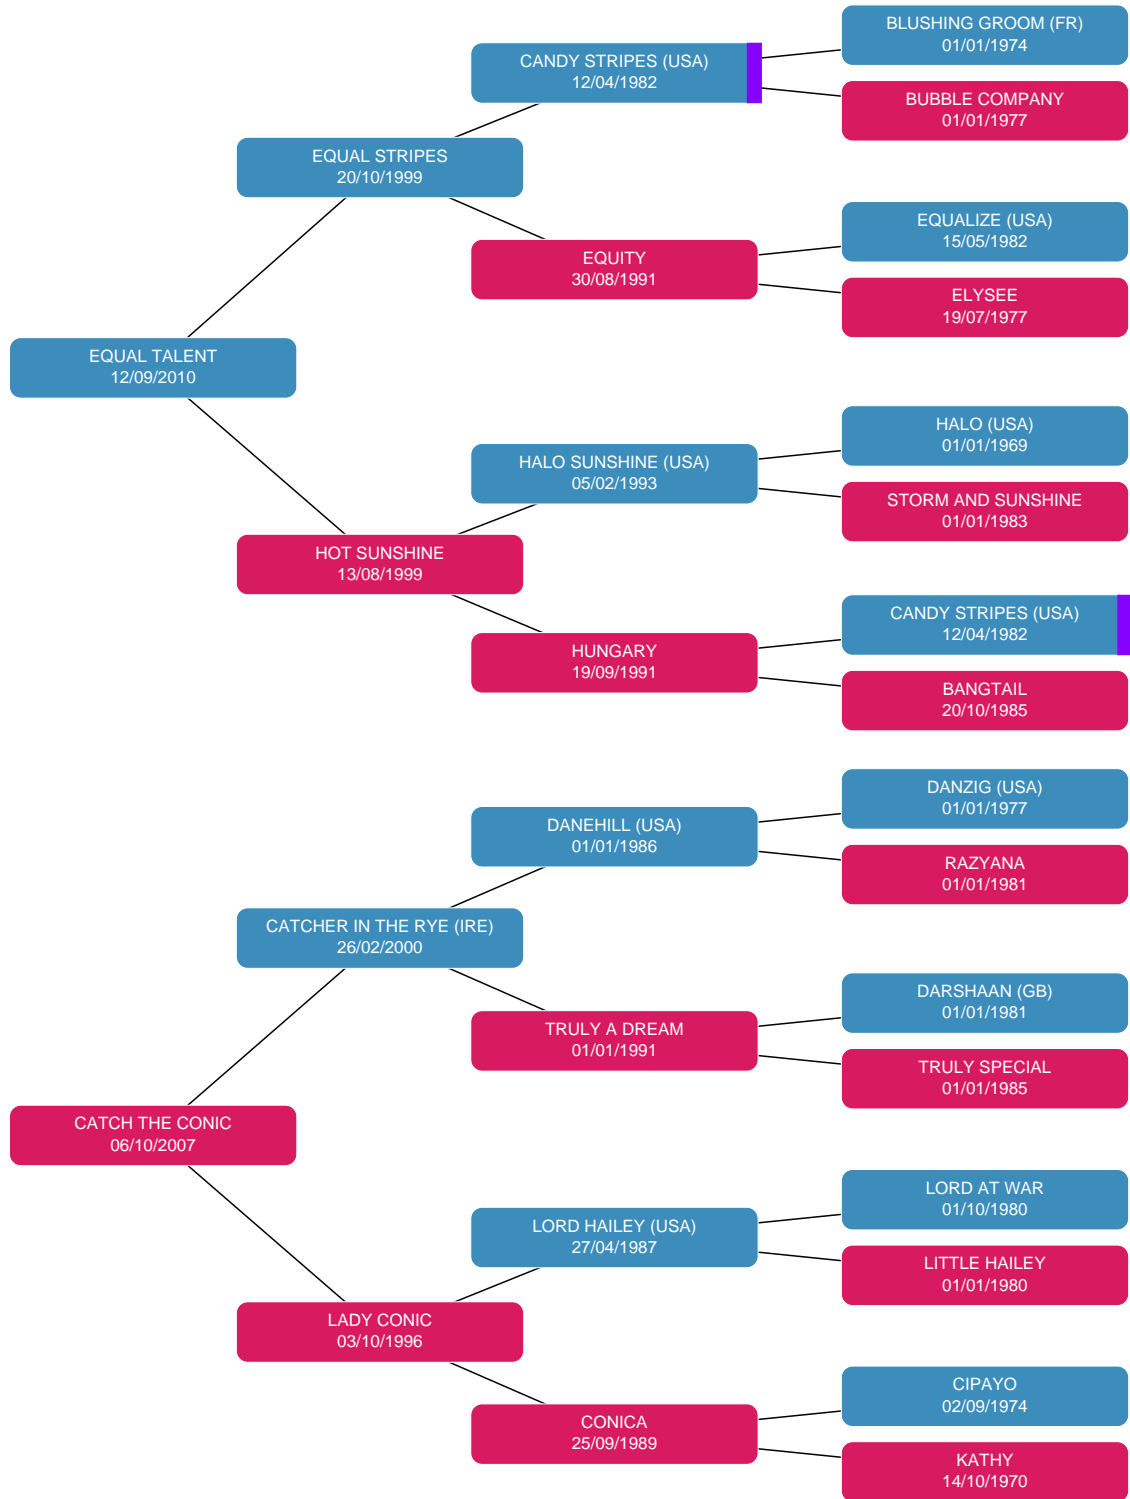 BLUSHING GROOM (FR)
01/01/1974
CANDY STRIPES (USA)
12/04/1982
BUBBLE COMPANY
01/01/1977
EQUAL STRIPES
20/10/1999
EQUALIZE (USA)
15/05/1982
EQUITY
30/08/1991
ELYSEE
19/07/1977
EQUAL TALENT
12/09/2010
HALO (USA)
01/01/1969
HALO SUNSHINE (USA)
05/02/1993
STORM AND SUNSHINE
01/01/1983
HOT SUNSHINE
13/08/1999
CANDY STRIPES (USA)
12/04/1982
HUNGARY
19/09/1991
BANGTAIL
20/10/1985
DANZIG (USA)
01/01/1977
DANEHILL (USA)
01/01/1986
RAZYANA
01/01/1981
CATCHER IN THE RYE (IRE)
26/02/2000
DARSHAAN (GB)
01/01/1981
TRULY A DREAM
01/01/1991
TRULY SPECIAL
01/01/1985
CATCH THE CONIC
06/10/2007
LORD AT WAR
01/10/1980
LORD HAILEY (USA)
27/04/1987
LITTLE HAILEY
01/01/1980
LADY CONIC
03/10/1996
CIPAYO
02/09/1974
CONICA
25/09/1989
KATHY
14/10/1970